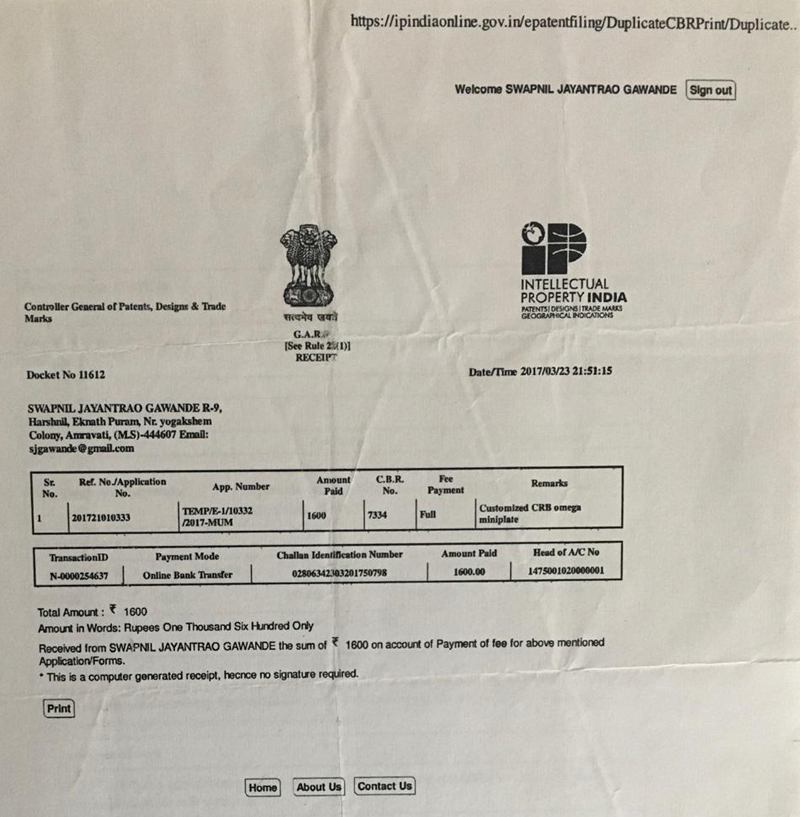 https://ipindiaonline.gov.in/epatentfiling/DuplicateCBRPrint/Duplicate..
Welcome SWAPNIL JAYANTRAO GAWANDE Sign out
सत्यमेव जयते
INTELLECTUAL
PROPERTY INDIA
PATENTS | DESIGNS | TRADE MARKS
GEOGRAPHICAL INDICATIONS
Controller General of Patents, Designs & Trade
Marks
G.A.R.
[See Rule
RECEIPT
Docket No 11612
Date/Time 2017/03/23 21:51:15
SWAPNIL JAYANTRAO GAWANDE R-9,
Harshnil, Eknath Puram, Nr. yogakshem
Colony, Amravati, (M.S)-444607 Email:
sjgawande@gmail.com
Sr. No. Ref. No./Application No. App. Number Amount Paid C.B.R. No. Fee Payment Remarks
1 201721010333 TEMP/E-1/10332 /2017-MUM 1600 7334 Full Customized CRB omega miniplate
TransactionID Payment Mode Challan Identification Number Amount Paid Head of A/C No
N-0000254637 Online Bank Transfer 02806342303201750798 1600.00 1475001020000001
Total Amount : ₹ 1600
Amount in Words: Rupees One Thousand Six Hundred Only
Received from SWAPNIL JAYANTRAO GAWANDE the sum of ₹ 1600 on account of Payment of fee for above mentioned
Application/Forms.
* This is a computer generated receipt, hecnce no signature required.
Print
Home About Us Contact Us